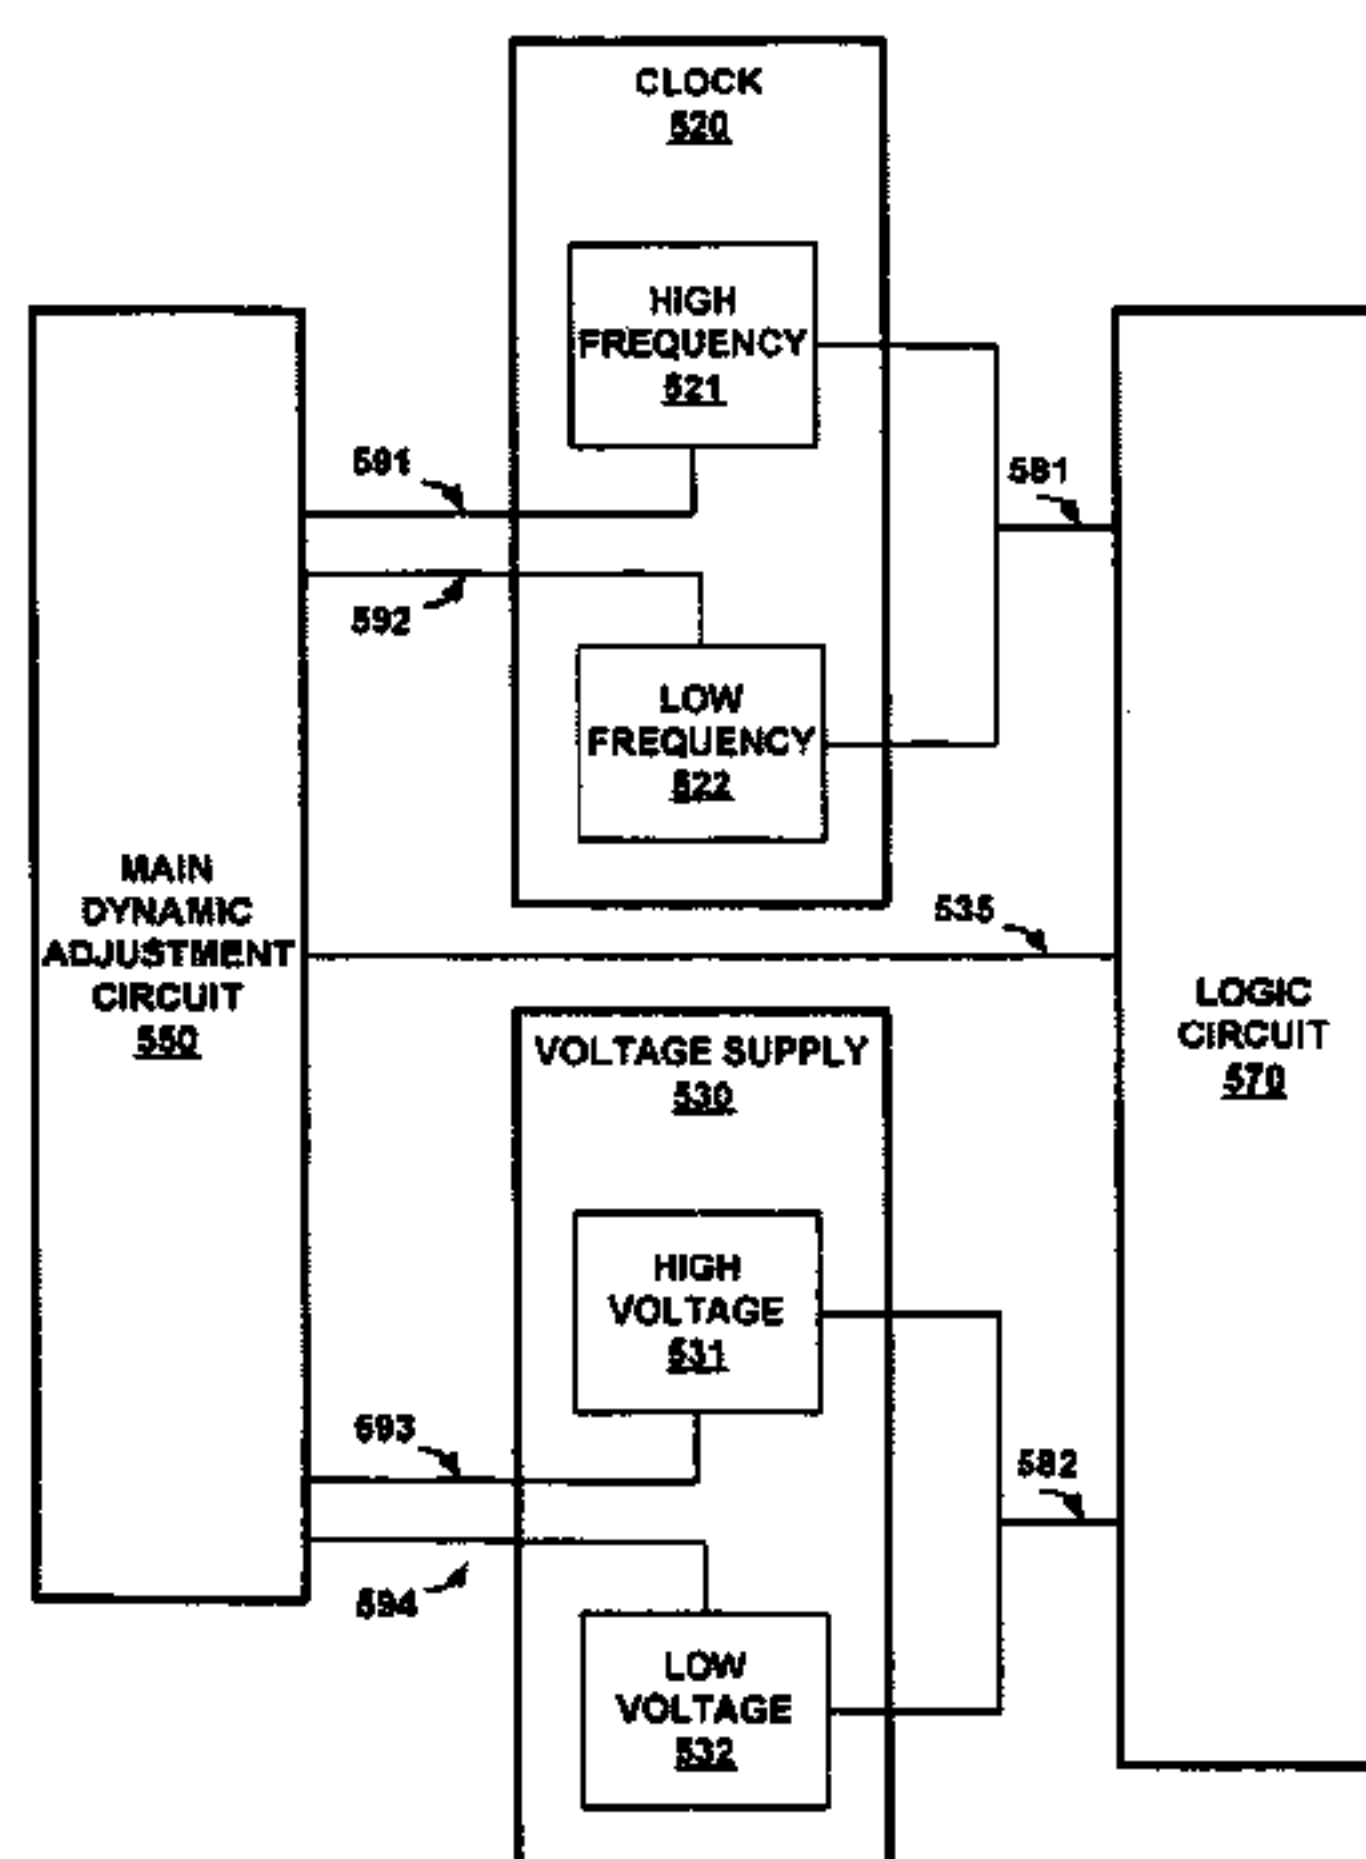 CLOCK
520
HIGH
FREQUENCY
521
591
581
592
LOW
FREQUENCY
522
MAIN
DYNAMIC
ADJUSTMENT
CIRCUIT
550
535
LOGIC
CIRCUIT
570
VOLTAGE SUPPLY
530
HIGH
VOLTAGE
531
593
582
594
LOW
VOLTAGE
532